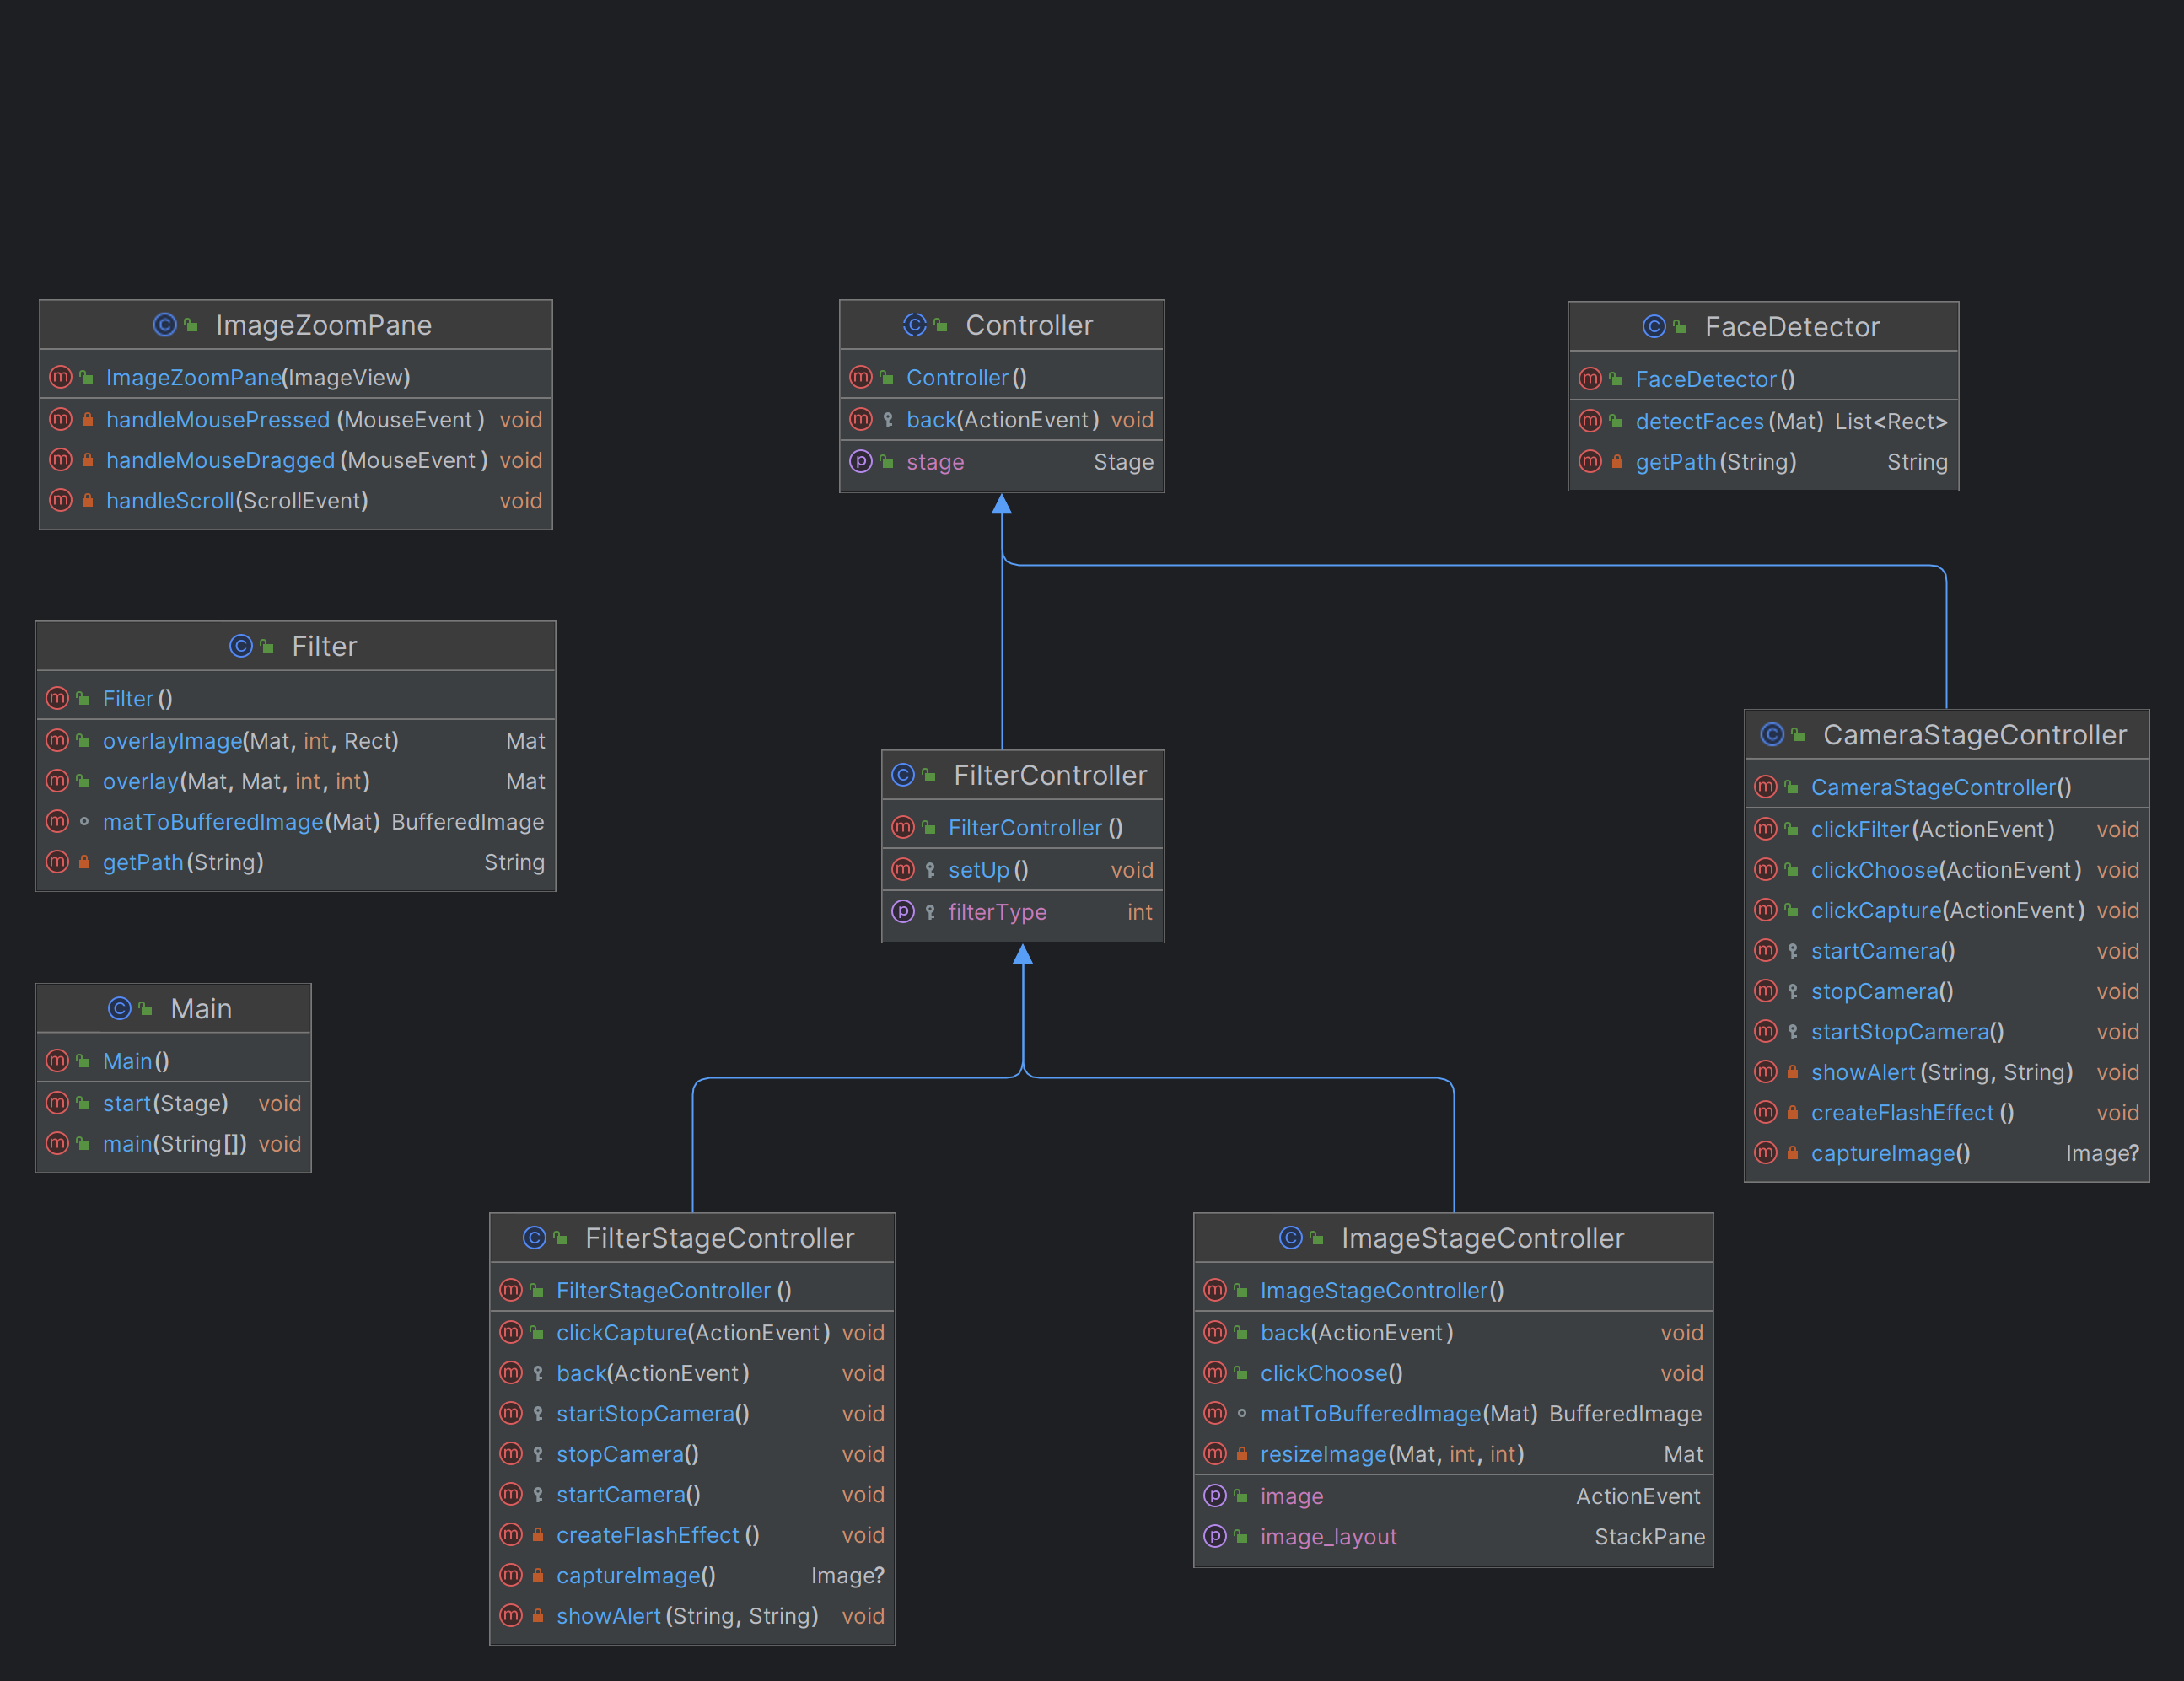 ImageZoomPane
ImageZoomPane(ImageView)
handleMousePressed (MouseEvent) void
handleMouseDragged (MouseEvent) void
handleScroll(ScrollEvent) void
Controller
Controller()
back(ActionEvent) void
stage Stage
FaceDetector
FaceDetector()
detectFaces(Mat) List<Rect>
getPath(String) String
Filter
Filter()
overlayImage(Mat, int, Rect) Mat
overlay(Mat, Mat, int, int) Mat
matToBufferedImage(Mat) BufferedImage
getPath(String) String
FilterController
FilterController ()
setUp() void
filterType int
CameraStageController
CameraStageController()
clickFilter(ActionEvent) void
clickChoose(ActionEvent) void
clickCapture(ActionEvent) void
startCamera() void
stopCamera() void
startStopCamera() void
showAlert(String, String) void
createFlashEffect () void
captureImage() Image?
Main
Main()
start(Stage) void
main(String[]) void
FilterStageController
FilterStageController ()
clickCapture(ActionEvent) void
back(ActionEvent) void
startStopCamera() void
stopCamera() void
startCamera() void
createFlashEffect () void
captureImage() Image?
showAlert(String, String) void
ImageStageController
ImageStageController()
back(ActionEvent) void
clickChoose() void
matToBufferedImage(Mat) BufferedImage
resizeImage(Mat, int, int) Mat
image ActionEvent
image_layout StackPane